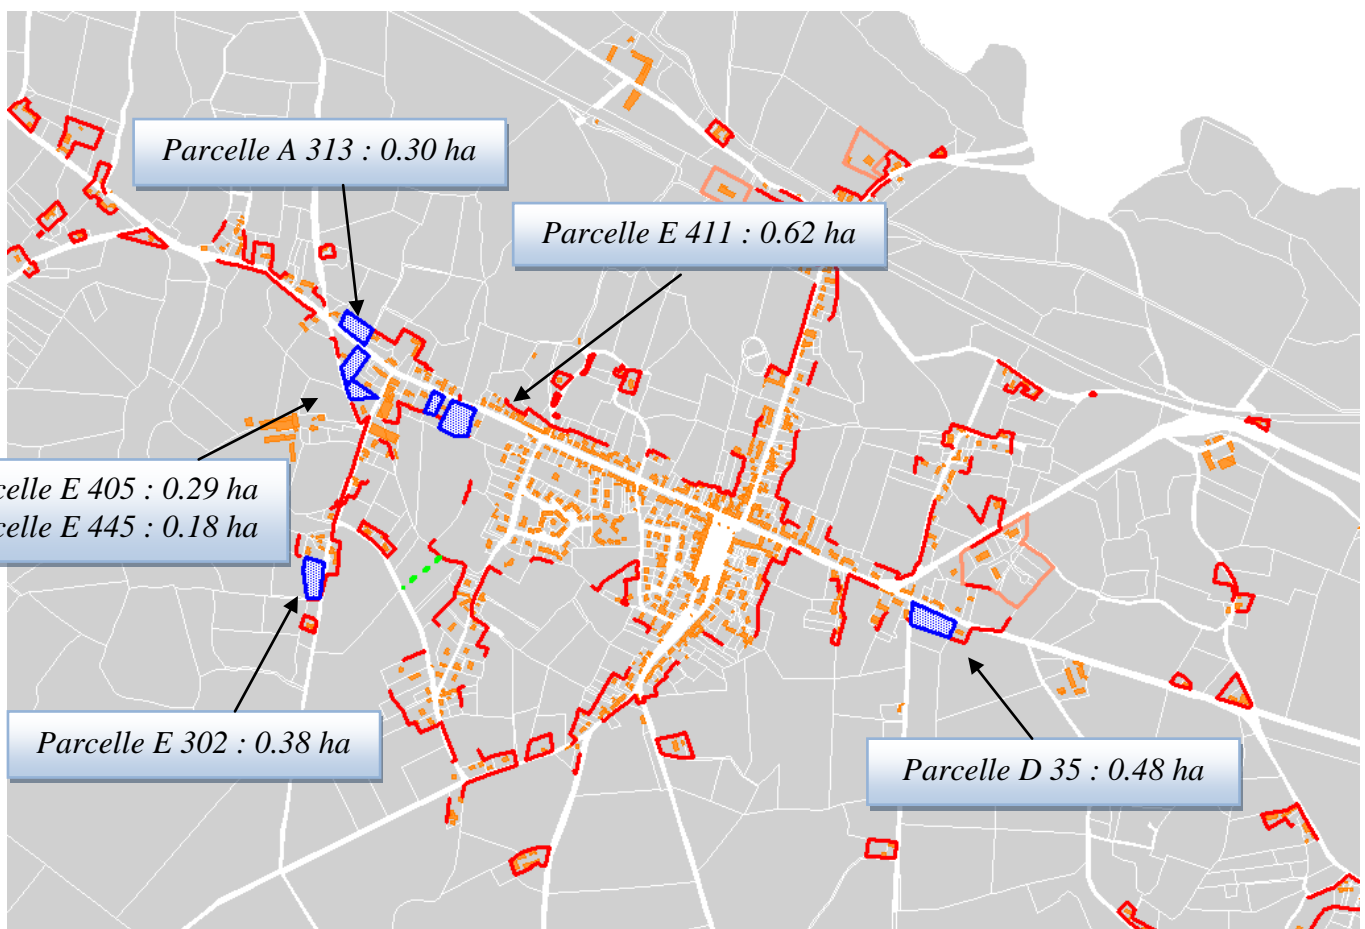 Parcelle A 313 : 0.30 ha
Parcelle E 411 : 0.62 ha
celle E 405 : 0.29 ha
celle E 445 : 0.18 ha
Parcelle E 302 : 0.38 ha
Parcelle D 35 : 0.48 ha